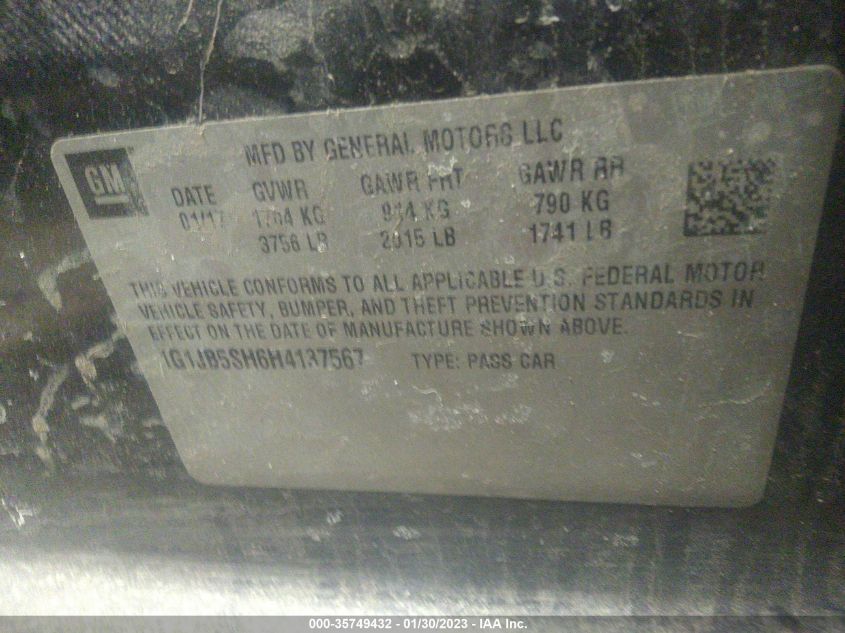 MFD BY GENERAL MOTORS LLC
GM
DATE GVWR GAWR FRT GAWR RR
01/17 1704 KG 914 KG 790 KG
3756 LB 2015 LB 1741 LB
THIS VEHICLE CONFORMS TO ALL APPLICABLE U.S. FEDERAL MOTOR
VEHICLE SAFETY, BUMPER, AND THEFT PREVENTION STANDARDS IN
EFFECT ON THE DATE OF MANUFACTURE SHOWN ABOVE.
1G1JB5SH6H4137567 TYPE: PASS CAR
000-35749432 - 01/30/2023 - IAA Inc.